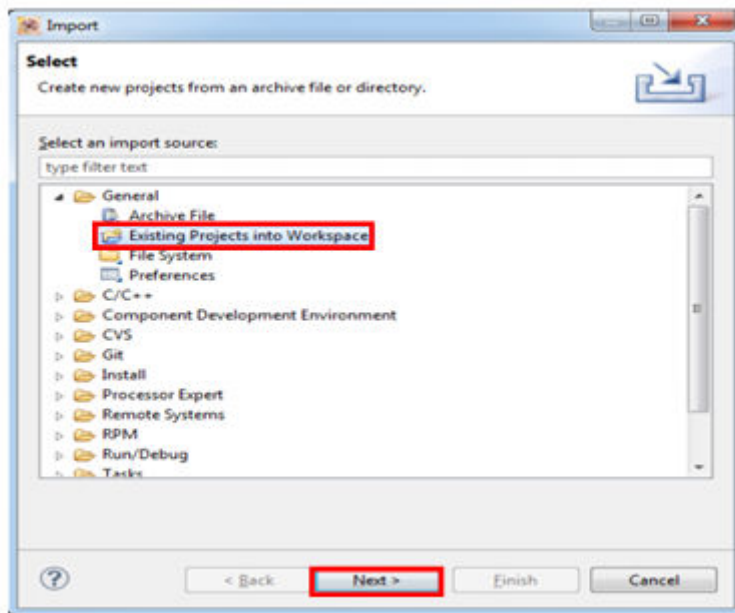 Import
Select
Create new projects from an archive file or directory.
Select an import source:
type filter text
General
Archive File
Existing Projects into Workspace
File System
Preferences
C/C++
Component Development Environment
CVS
Git
Install
Processor Expert
Remote Systems
RPM
Run/Debug
Tasks
? < Back Next > Finish Cancel